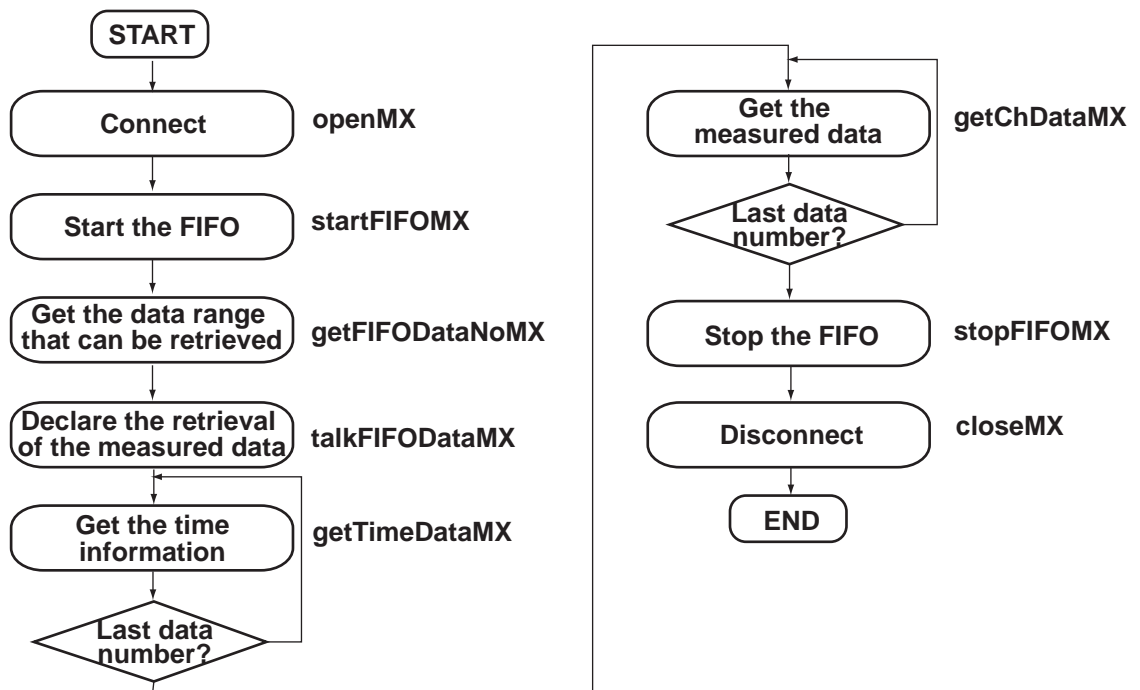 START
Connect
openMX
Start the FIFO
startFIFOMX
Get the data range
that can be retrieved
getFIFODataNoMX
Declare the retrieval
of the measured data
talkFIFODataMX
Get the time
information
getTimeDataMX
Last data
number?
Get the
measured data
getChDataMX
Last data
number?
Stop the FIFO
stopFIFOMX
Disconnect
closeMX
END